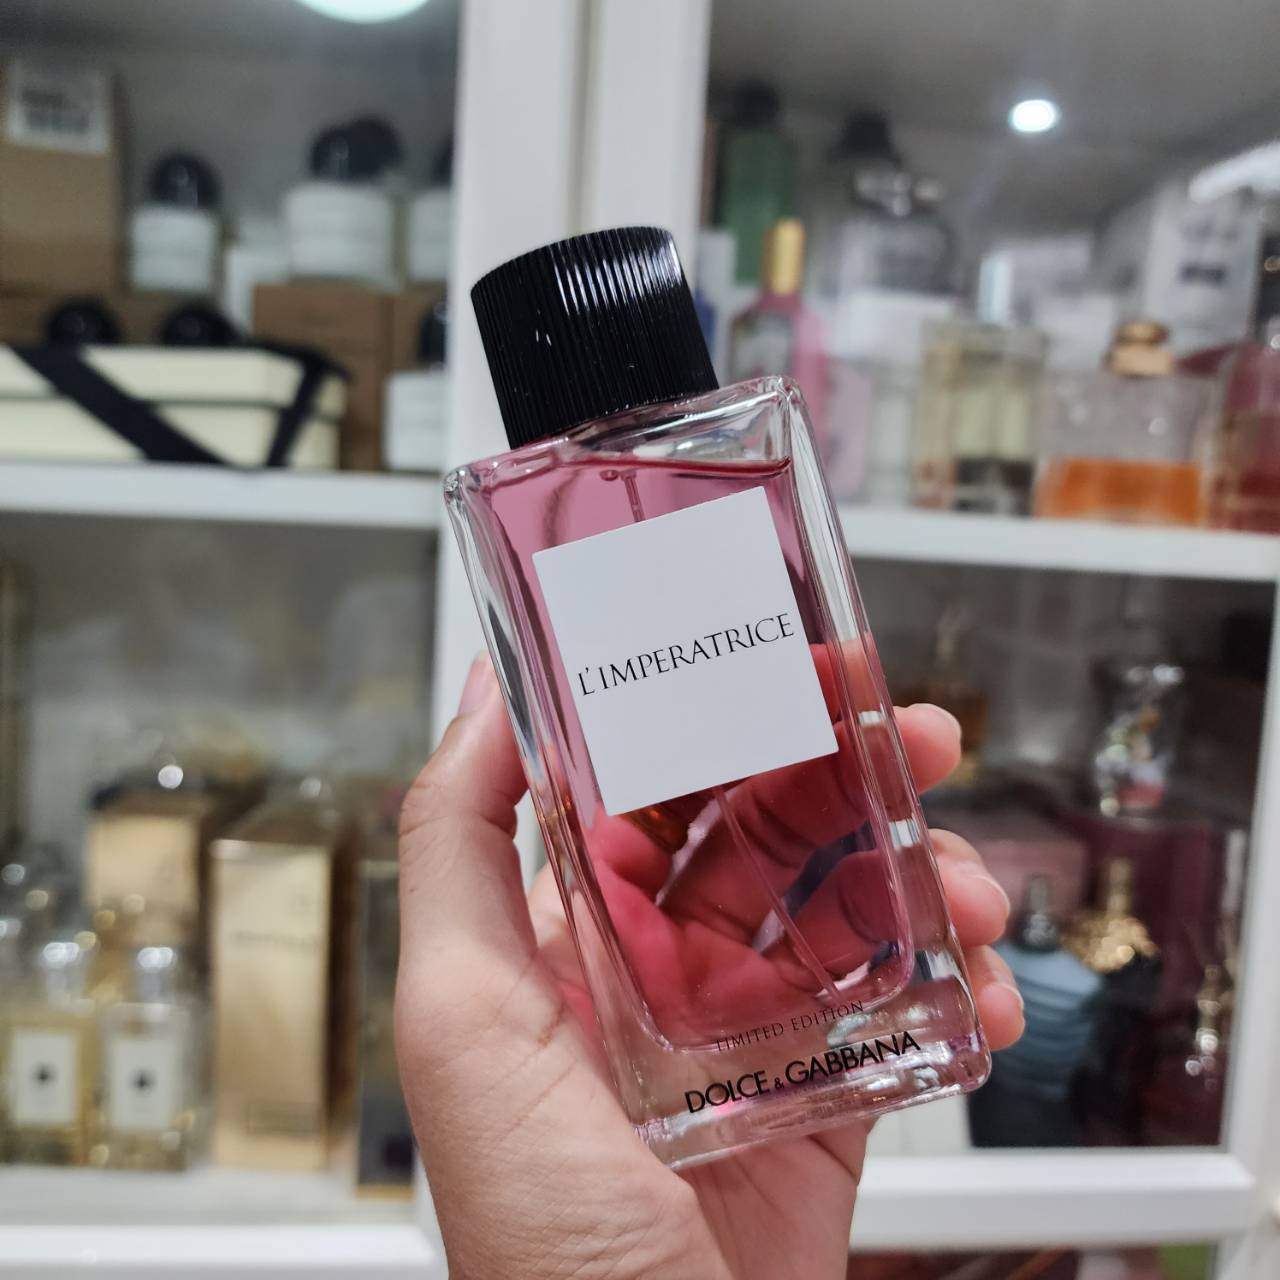 L'IMPERATRICE
LIMITED EDITION
DOLCE & GABBANA